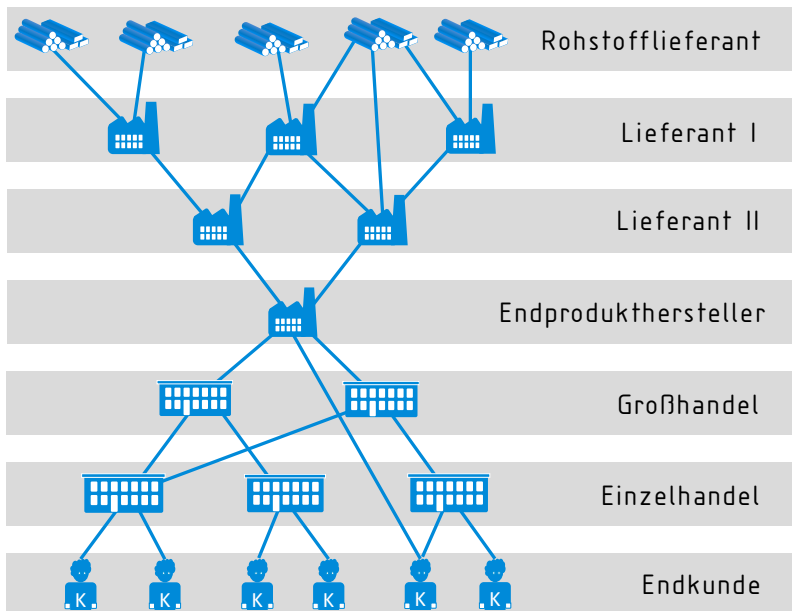 Rohstofflieferant
Lieferant I
Lieferant II
Endprodukthersteller
Großhandel
Einzelhandel
K K K K K K
Endkunde